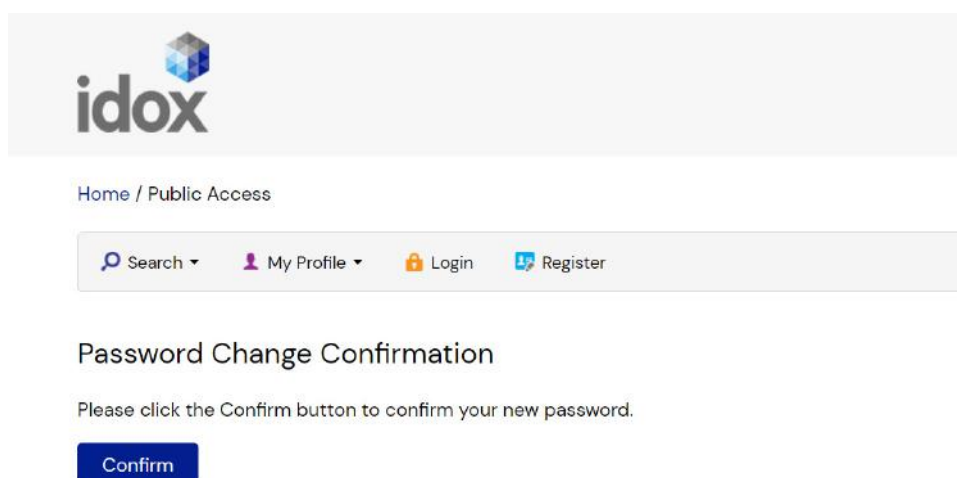 idox
Home / Public Access
Search My Profile Login Register
Password Change Confirmation
Please click the Confirm button to confirm your new password.
Confirm